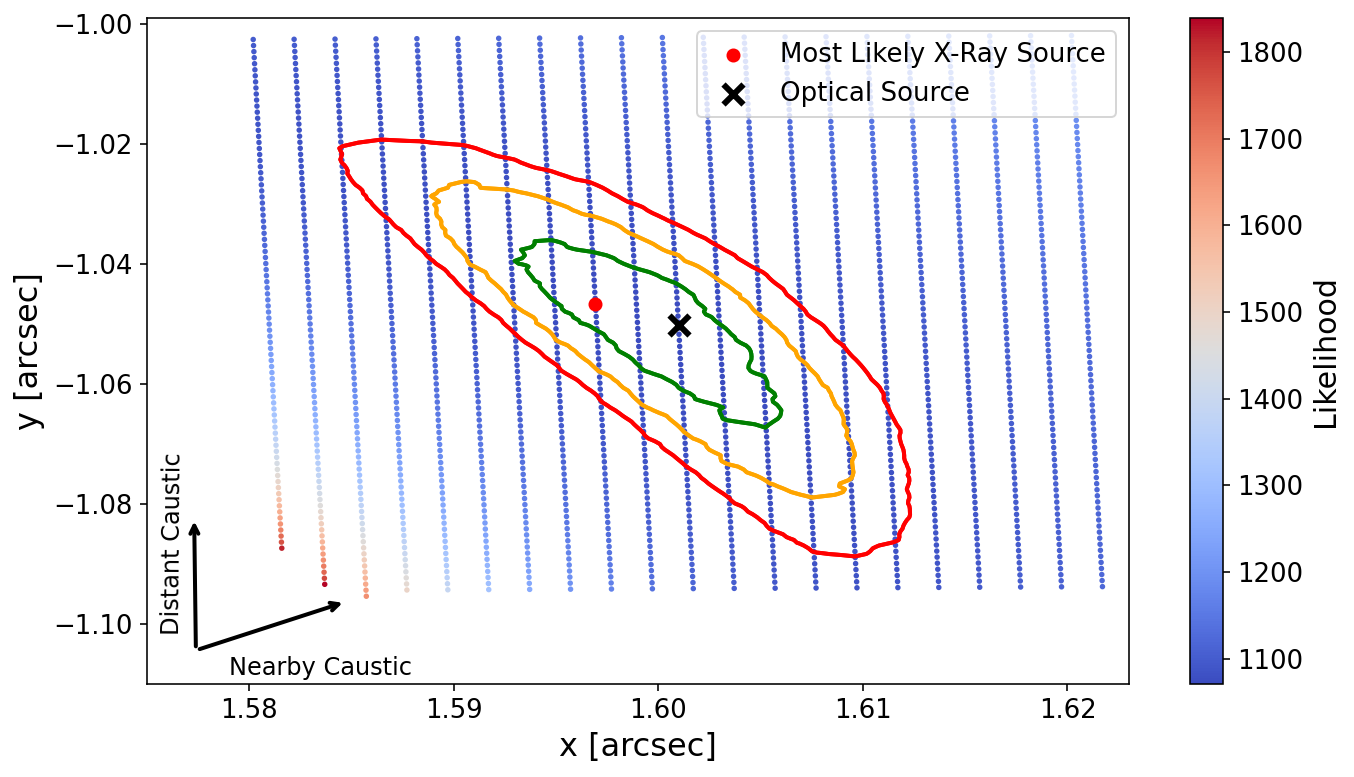 −1.00
−1.02
−1.04
−1.06
−1.08
−1.10
y [arcsec]
1.58
1.59
1.60
1.61
1.62
x [arcsec]
Most Likely X-Ray Source
Optical Source
Distant Caustic
Nearby Caustic
1800
1700
1600
1500
1400
1300
1200
1100
Likelihood